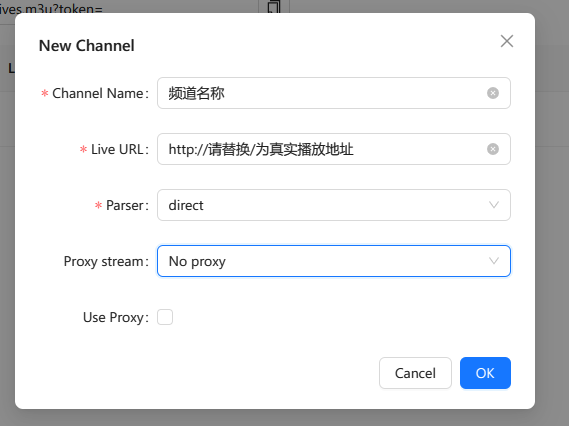 ives.m3u?token=
L
New Channel
* Channel Name: 频道名称
* Live URL: http://请替换/为真实播放地址
* Parser: direct
Proxy stream: No proxy
Use Proxy:
Cancel OK